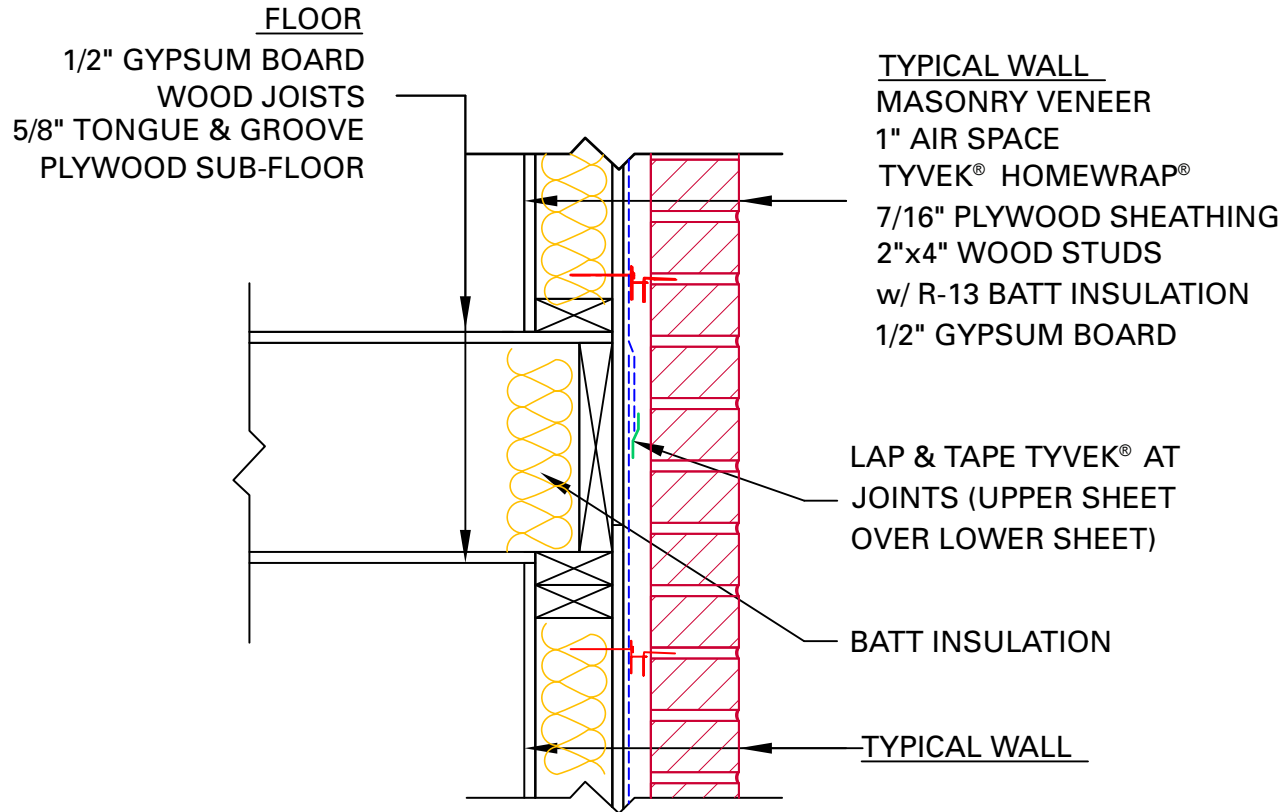 FLOOR
1/2" GYPSUM BOARD
WOOD JOISTS
5/8" TONGUE & GROOVE
PLYWOOD SUB-FLOOR
TYPICAL WALL
MASONRY VENEER
1" AIR SPACE
TYVEK® HOMEWRAP®
7/16" PLYWOOD SHEATHING
2"x4" WOOD STUDS
w/ R-13 BATT INSULATION
1/2" GYPSUM BOARD
LAP & TAPE TYVEK® AT
JOINTS (UPPER SHEET
OVER LOWER SHEET)
BATT INSULATION
TYPICAL WALL